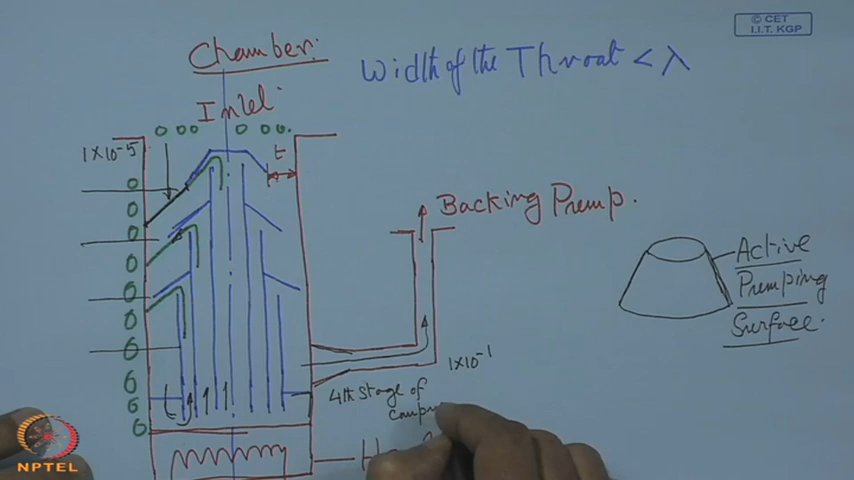 © CET
I.I.T. KGP
Chamber.
Width of the Throat < λ
Inlet.
1×10-5
t
Backing Pump.
Active
Pumping
Surface.
1×10-1
4th Stage of
NPTEL